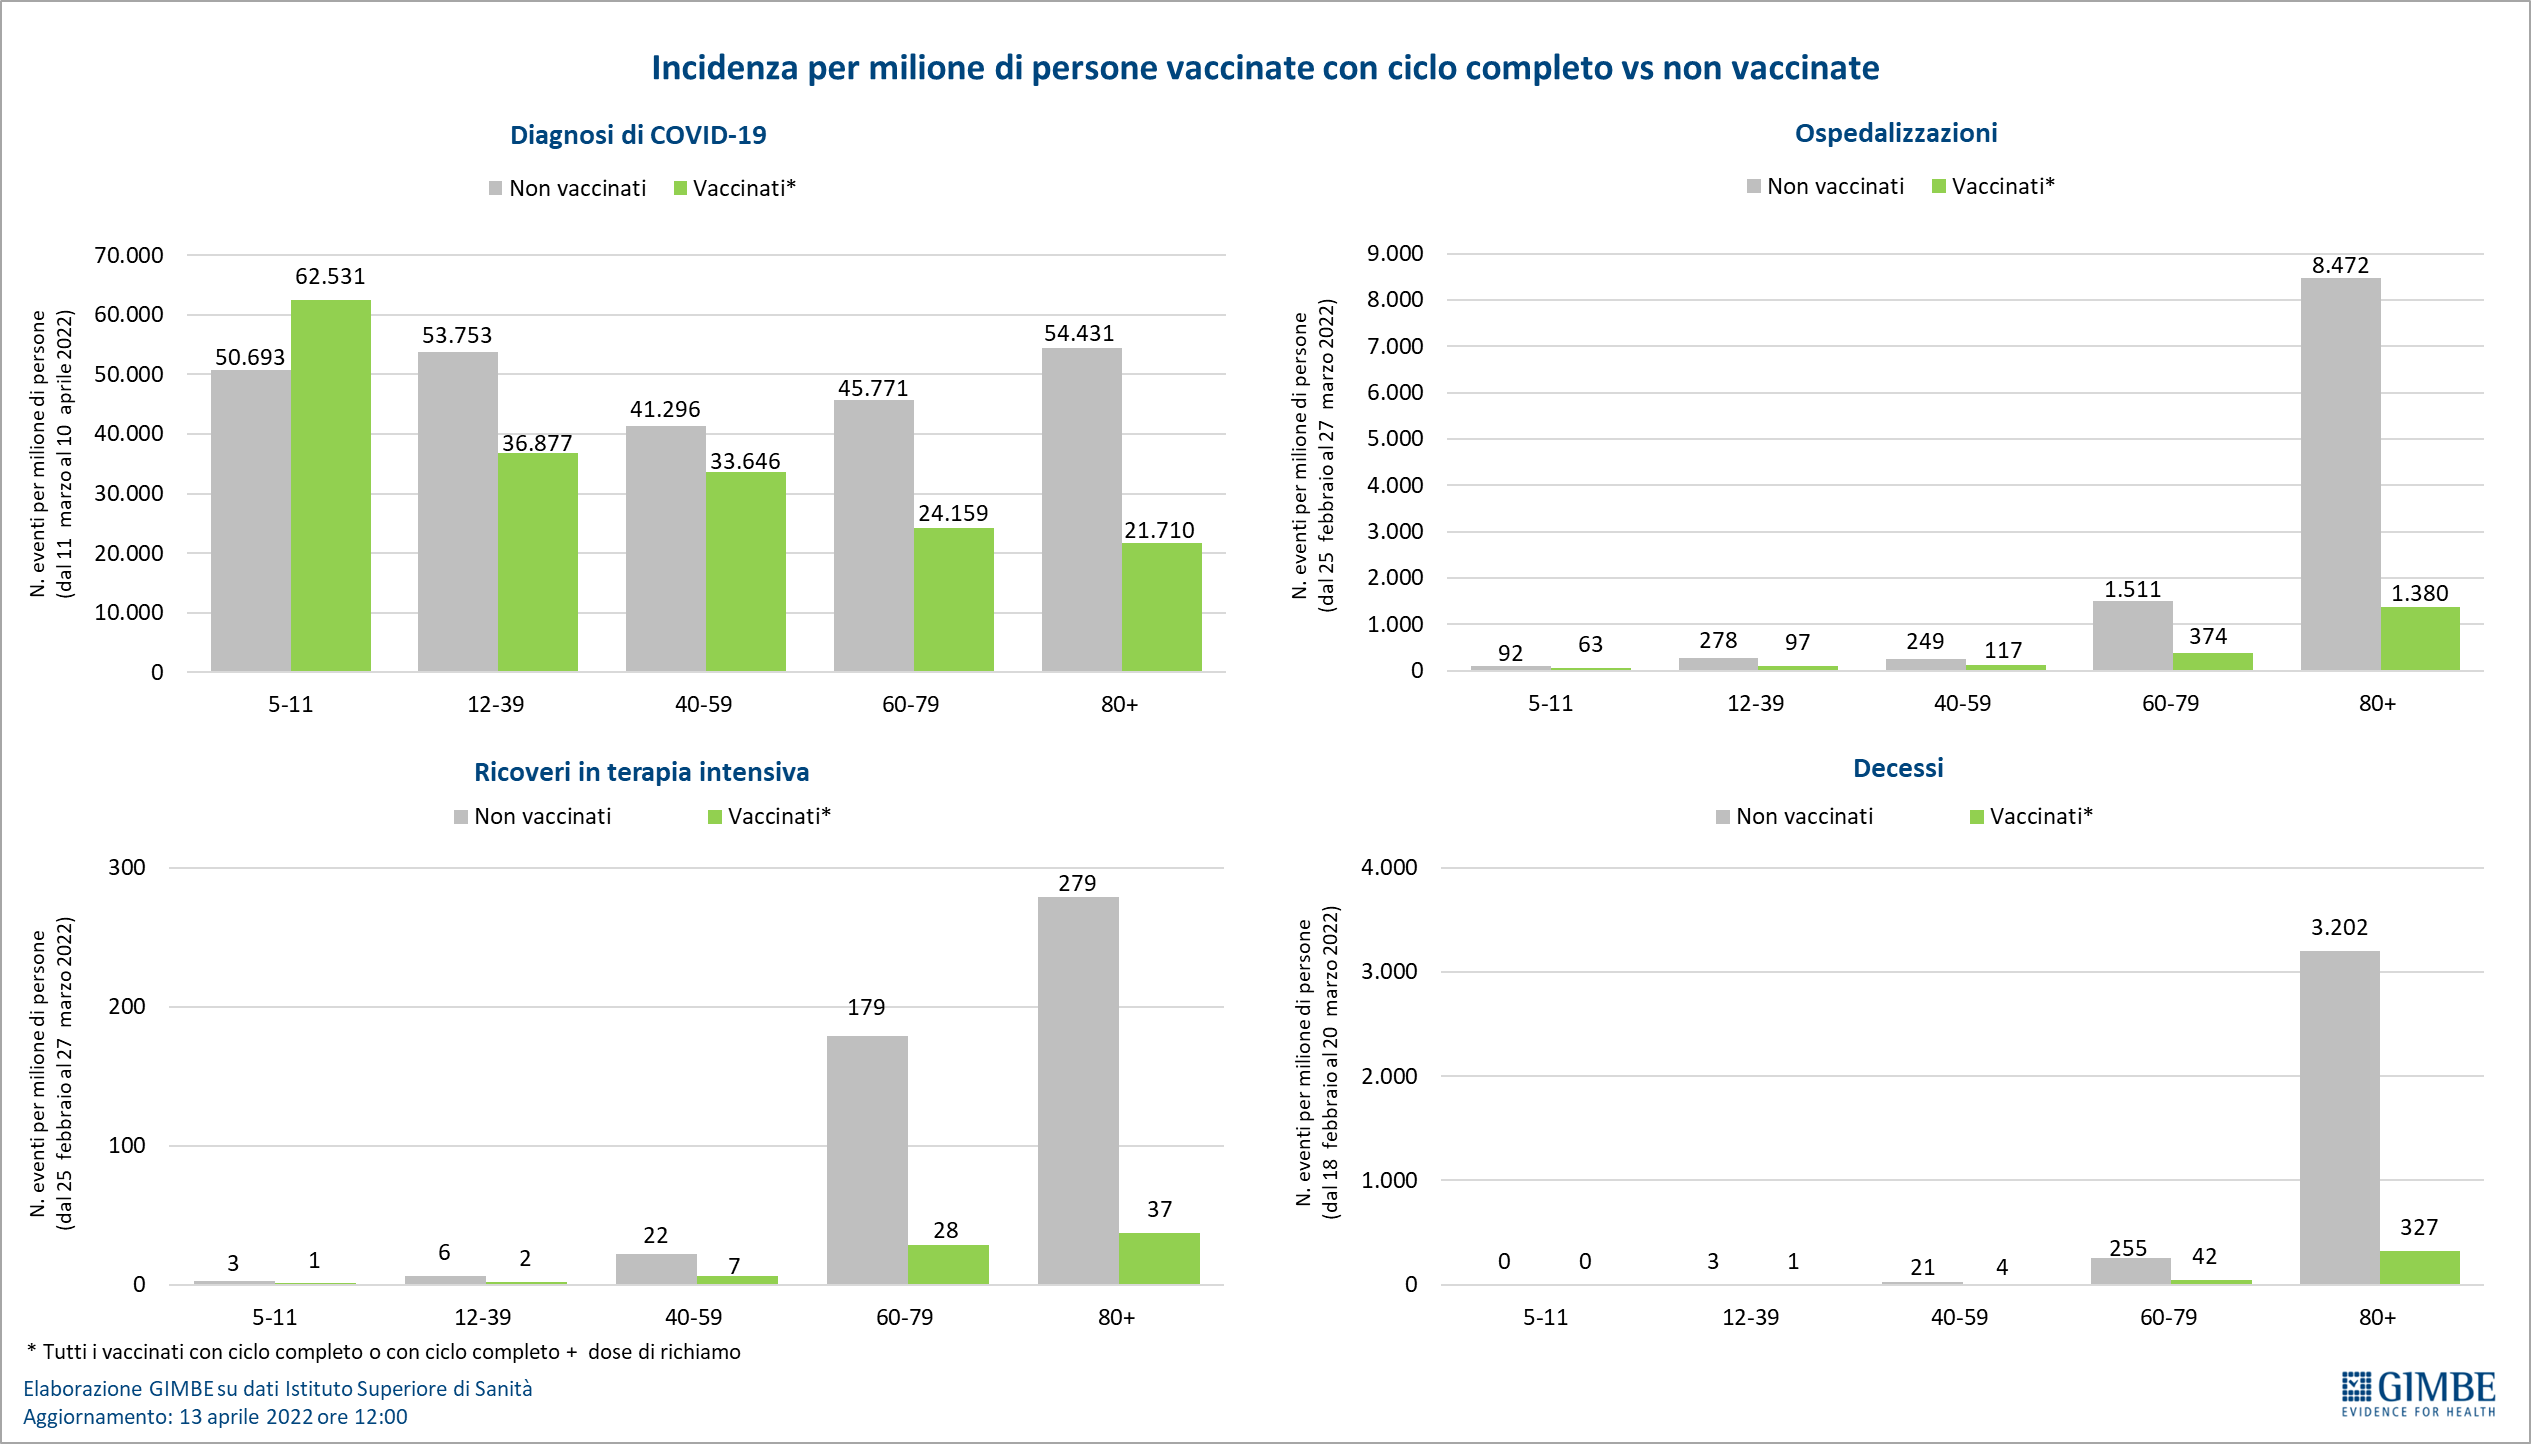 Incidenza per milione di persone vaccinate con ciclo completo vs non vaccinate
Diagnosi di COVID-19
Non vaccinati Vaccinati*
N. eventi per milione di persone
(dal 11 marzo al 10 aprile 2022)
70.000
60.000
50.000
40.000
30.000
20.000
10.000
0
50.693 62.531 53.753 36.877 41.296 33.646 45.771 24.159 54.431 21.710
5-11 12-39 40-59 60-79 80+
Ospedalizzazioni
Non vaccinati Vaccinati*
N. eventi per milione di persone
(dal 25 febbraio al 27 marzo 2022)
9.000
8.000
7.000
6.000
5.000
4.000
3.000
2.000
1.000
0
92 63 278 97 249 117 1.511 374 8.472 1.380
5-11 12-39 40-59 60-79 80+
Ricoveri in terapia intensiva
Non vaccinati Vaccinati*
N. eventi per milione di persone
(dal 25 febbraio al 27 marzo 2022)
300
200
100
0
3 1 6 2 22 7 179 28 279 37
5-11 12-39 40-59 60-79 80+
Decessi
Non vaccinati Vaccinati*
N. eventi per milione di persone
(dal 18 febbraio al 20 marzo 2022)
4.000
3.000
2.000
1.000
0
0 0 3 1 21 4 255 42 3.202 327
5-11 12-39 40-59 60-79 80+
* Tutti i vaccinati con ciclo completo o con ciclo completo + dose di richiamo
Elaborazione GIMBE su dati Istituto Superiore di Sanità
Aggiornamento: 13 aprile 2022 ore 12:00
GIMBE
EVIDENCE FOR HEALTH